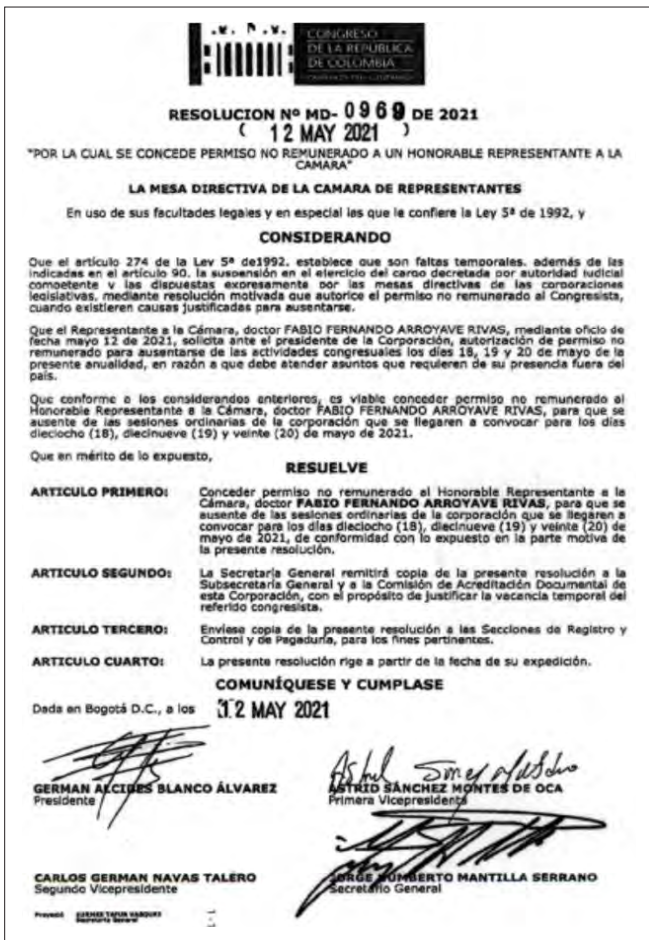 CONGRESO
DE LA REPÚBLICA
DE COLOMBIA
RESOLUCION Nº MD- 0969 DE 2021
( 12 MAY 2021 )
"POR LA CUAL SE CONCEDE PERMISO NO REMUNERADO A UN HONORABLE REPRESENTANTE A LA
CAMARA"
LA MESA DIRECTIVA DE LA CAMARA DE REPRESENTANTES
En uso de sus facultades legales y en especial las que le confiere la Ley 5ª de 1992, y
CONSIDERANDO
Que el artículo 274 de la Ley 5ª de1992. establece que son faltas temporales. además de las
indicadas en el artículo 90. la suspensión en el ejercicio del cargo decretada por autoridad judicial
competente y las dispuestas expresamente por las mesas directivas de las corporaciones
legislativas, mediante resolución motivada que autorice el permiso no remunerado al Congresista,
cuando existieren causas justificadas para ausentarse.
Que el Representante a la Cámara, doctor FABIO FERNANDO ARROYAVE RIVAS, mediante oficio de
fecha mayo 12 de 2021, solicita ante el presidente de la Corporación, autorización de permiso no
remunerado para ausentarse de las actividades congresuales los días 18, 19 y 20 de mayo de la
presente anualidad, en razón a que debe atender asuntos que requieren de su presencia fuera del
país.
Que conforme a los considerandos anteriores, es viable conceder permiso no remunerado al
Honorable Representante a la Cámara, doctor FABIO FERNANDO ARROYAVE RIVAS, para que se
ausente de las sesiones ordinarias de la corporación que se llegaren a convocar para los días
dieciocho (18), diecinueve (19) y veinte (20) de mayo de 2021.
Que en mérito de lo expuesto,
RESUELVE
ARTICULO PRIMERO: Conceder permiso no remunerado al Honorable Representante a la
Cámara, doctor FABIO FERNANDO ARROYAVE RIVAS, para que se
ausente de las sesiones ordinarias de la corporación que se llegaren a
convocar para los días dieciocho (18), diecinueve (19) y veinte (20) de
mayo de 2021, de conformidad con lo expuesto en la parte motiva de
la presente resolución.
ARTICULO SEGUNDO: La Secretaría General remitirá copia de la presente resolución a la
Subsecretaría General y a la Comisión de Acreditación Documental de
esta Corporación, con el propósito de justificar la vacancia temporal del
referido congresista.
ARTICULO TERCERO: Envíese copia de la presente resolución a las Secciones de Registro y
Control y de Pagaduría, para los fines pertinentes.
ARTICULO CUARTO: La presente resolución rige a partir de la fecha de su expedición.
COMUNÍQUESE Y CUMPLASE
Dada en Bogotá D.C., a los 12 MAY 2021
GERMAN ALCIDES BLANCO ÁLVAREZ
Presidente
ASTRID SÁNCHEZ MONTES DE OCA
Primera Vicepresidenta
CARLOS GERMAN NAVAS TALERO
Segundo Vicepresidente
JORGE HUMBERTO MANTILLA SERRANO
Secretario General
Proyectó
Secretaría General